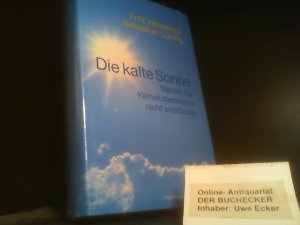 Fritz Vahrenholt
Sebastian Lüning
Die kalte Sonne
Warum die
Klimakatastrophe
nicht stattfindet
Online- Antiquariat
DER BUCHECKER
Inhaber: Uwe Ecker